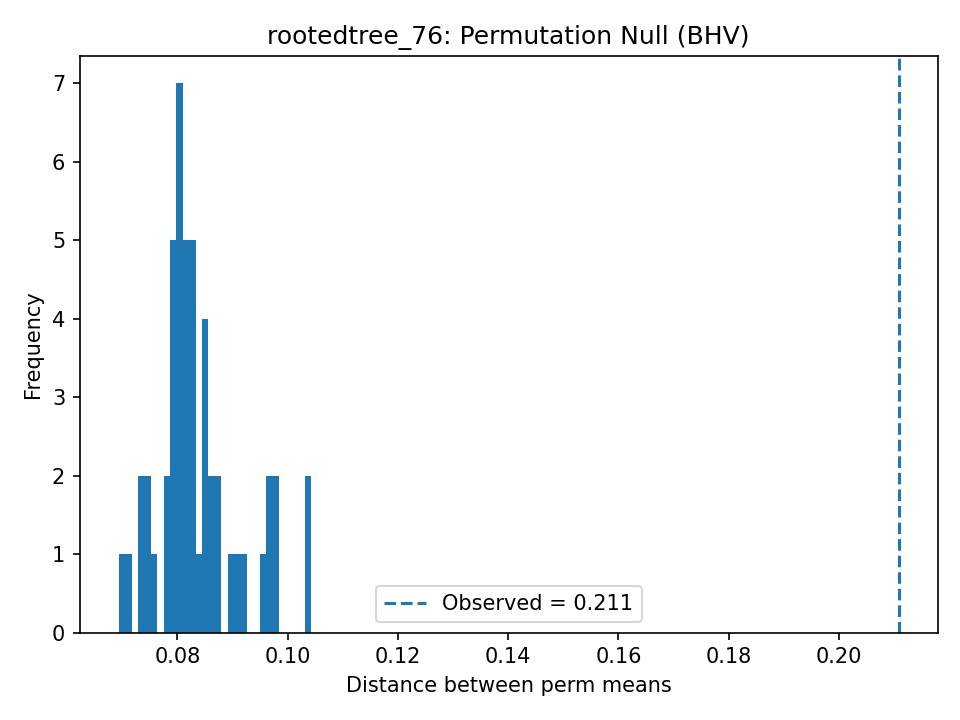 rootedtree_76: Permutation Null (BHV)
Frequency
7
6
5
4
3
2
1
0
Observed = 0.211
0.08 0.10 0.12 0.14 0.16 0.18 0.20
Distance between perm means